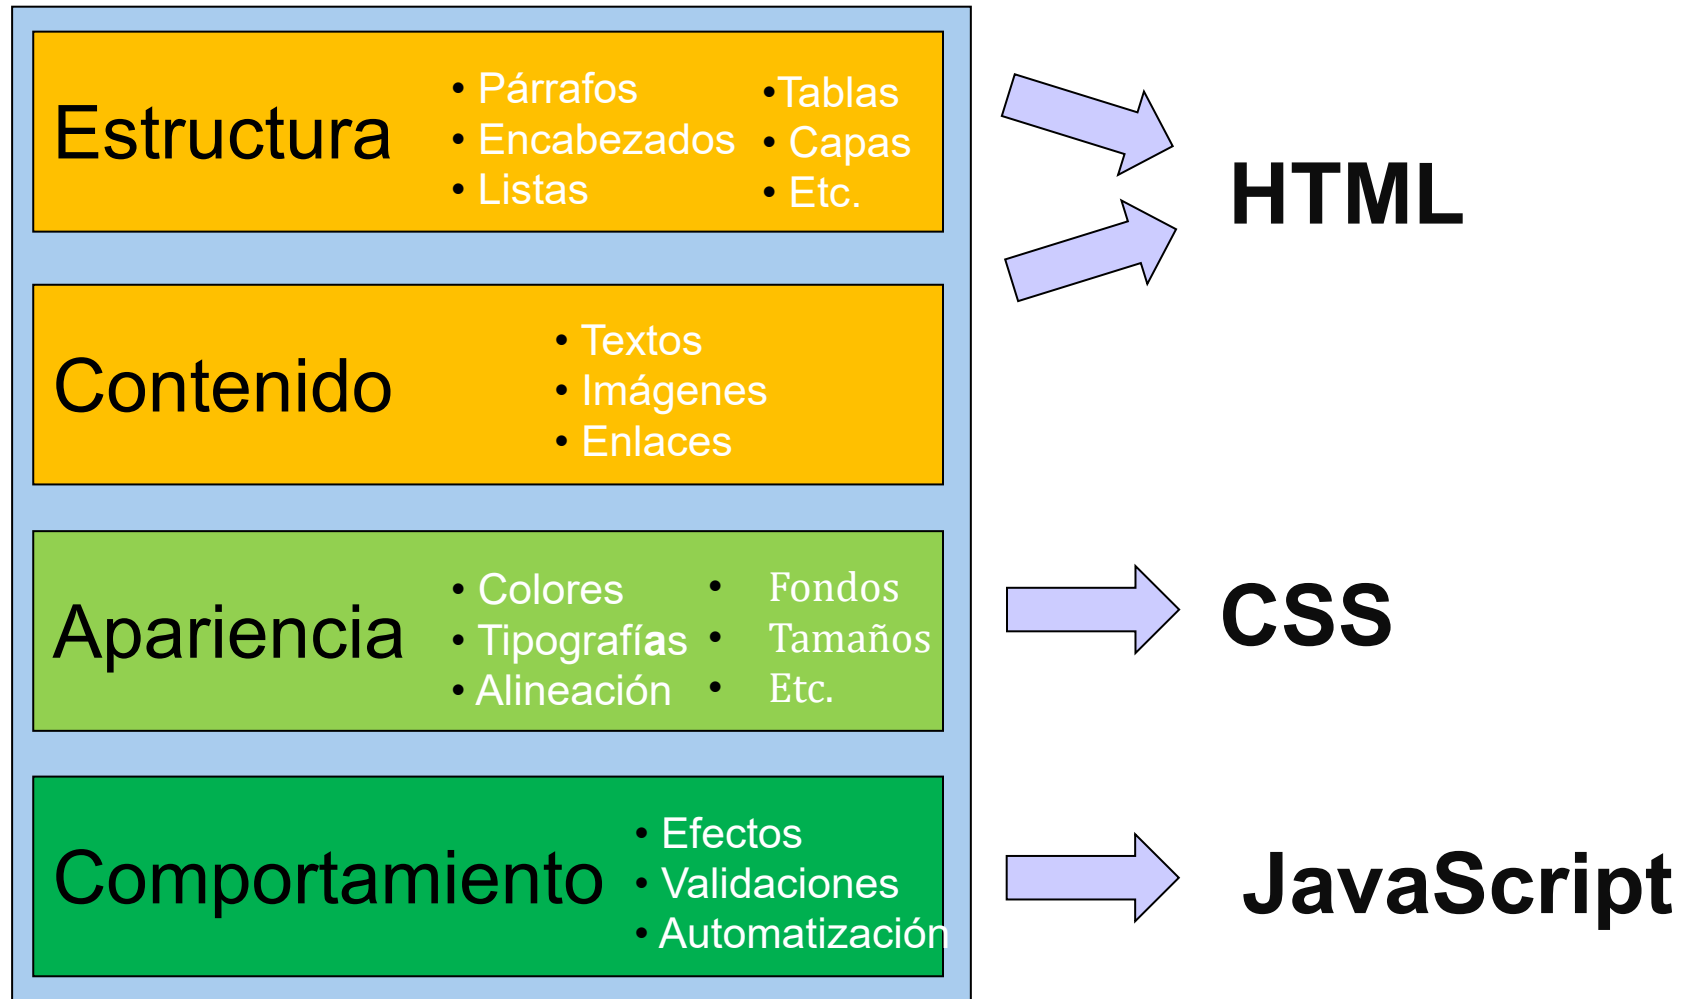 Estructura
• Párrafos
• Encabezados
• Listas
•Tablas
• Capas
• Etc.
HTML
Contenido
• Textos
• Imágenes
• Enlaces
Apariencia
• Colores
• Tipografías
• Alineación
• Fondos
• Tamaños
• Etc.
CSS
Comportamiento
• Efectos
• Validaciones
• Automatización
JavaScript